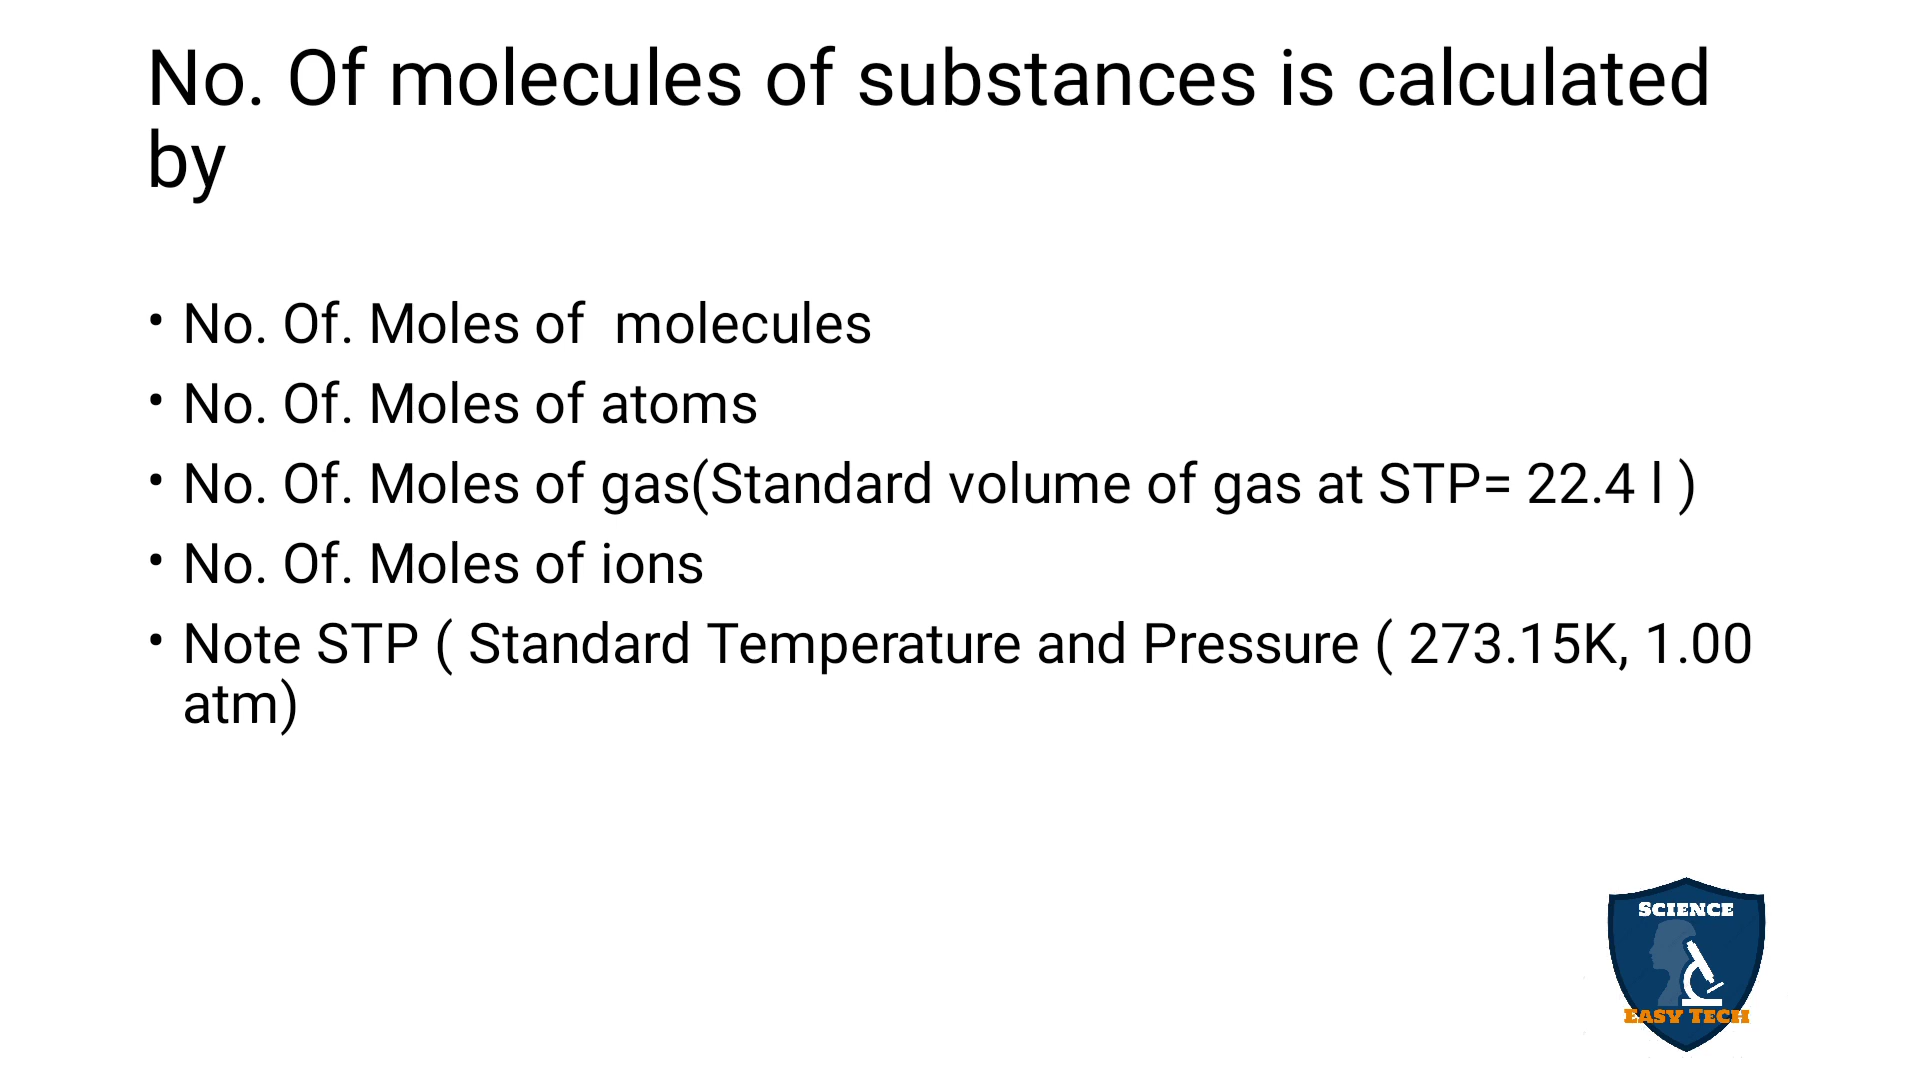 No. Of molecules of substances is calculated
by
• No. Of. Moles of  molecules
• No. Of. Moles of atoms
• No. Of. Moles of gas(Standard volume of gas at STP= 22.4 l )
• No. Of. Moles of ions
• Note STP ( Standard Temperature and Pressure ( 273.15K, 1.00
atm)
SCIENCE
EASY TECH